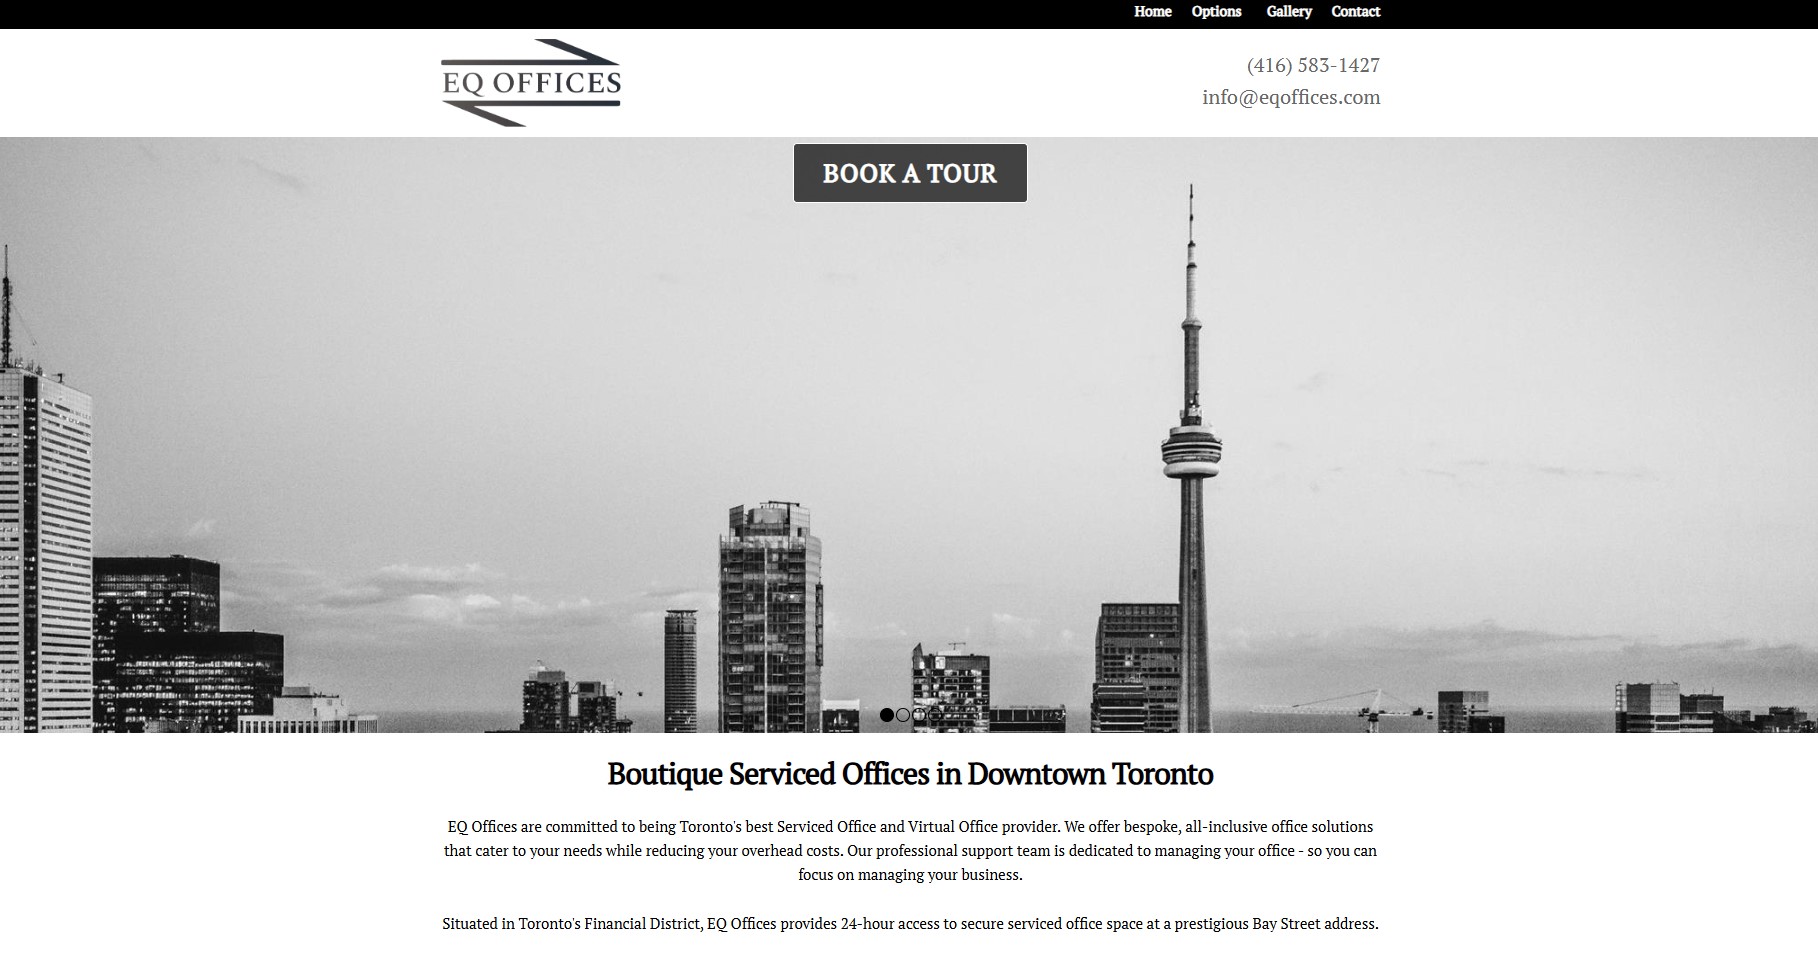 Home Options Gallery Contact
EQ OFFICES
(416) 583-1427
info@eqoffices.com
BOOK A TOUR
Boutique Serviced Offices in Downtown Toronto
EQ Offices are committed to being Toronto's best Serviced Office and Virtual Office provider. We offer bespoke, all-inclusive office solutions
that cater to your needs while reducing your overhead costs. Our professional support team is dedicated to managing your office - so you can
focus on managing your business.
Situated in Toronto's Financial District, EQ Offices provides 24-hour access to secure serviced office space at a prestigious Bay Street address.